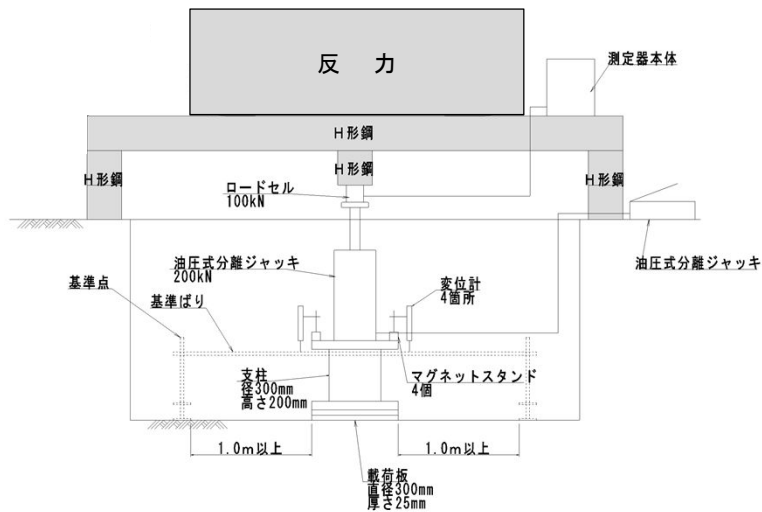 反　力
測定器本体
H形鋼
H形鋼
H形鋼
H形鋼
ロードセル
100kN
油圧式分離ジャッキ
200kN
油圧式分離ジャッキ
基準点
基準ばり
変位計
4箇所
支柱
径300mm
高さ200mm
マグネットスタンド
4個
1.0m以上
1.0m以上
載荷板
直径300mm
厚さ25mm